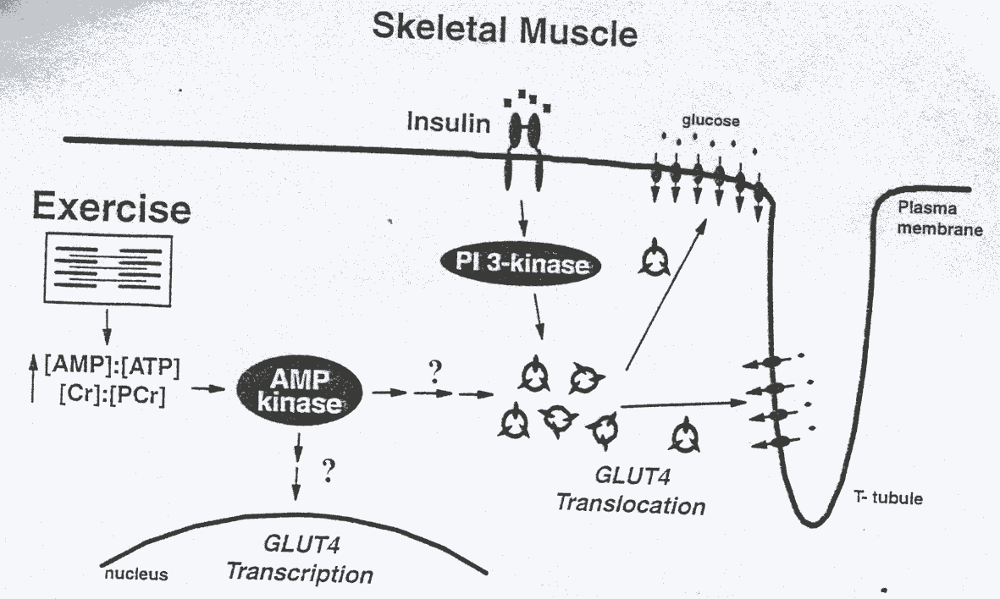 Skeletal Muscle
Insulin
glucose
Exercise
Plasma
membrane
PI 3-kinase
[AMP]:[ATP]
[Cr]:[PCr]
AMP
kinase
?
?
GLUT4
Translocation
T- tubule
GLUT4
Transcription
nucleus